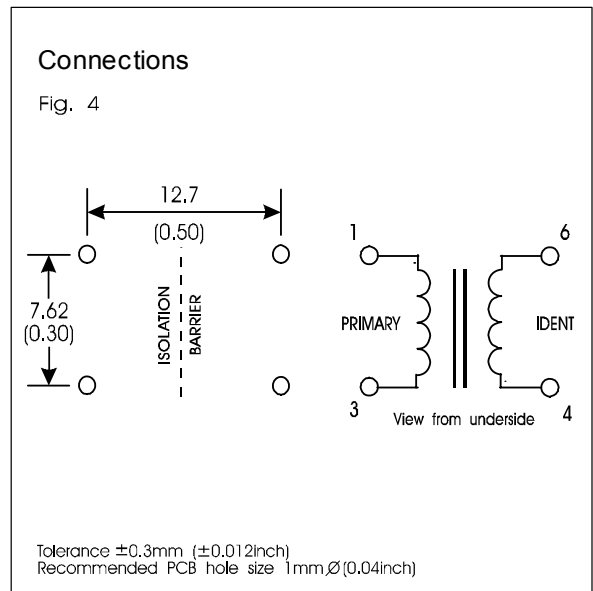 Connections
Fig. 4
12.7
(0.50)
7.62
(0.30)
ISOLATION
BARRIER
1
6
PRIMARY
IDENT
3
4
View from underside
Tolerance ±0.3mm (±0.012inch)
Recommended PCB hole size 1mm Ø (0.04inch)